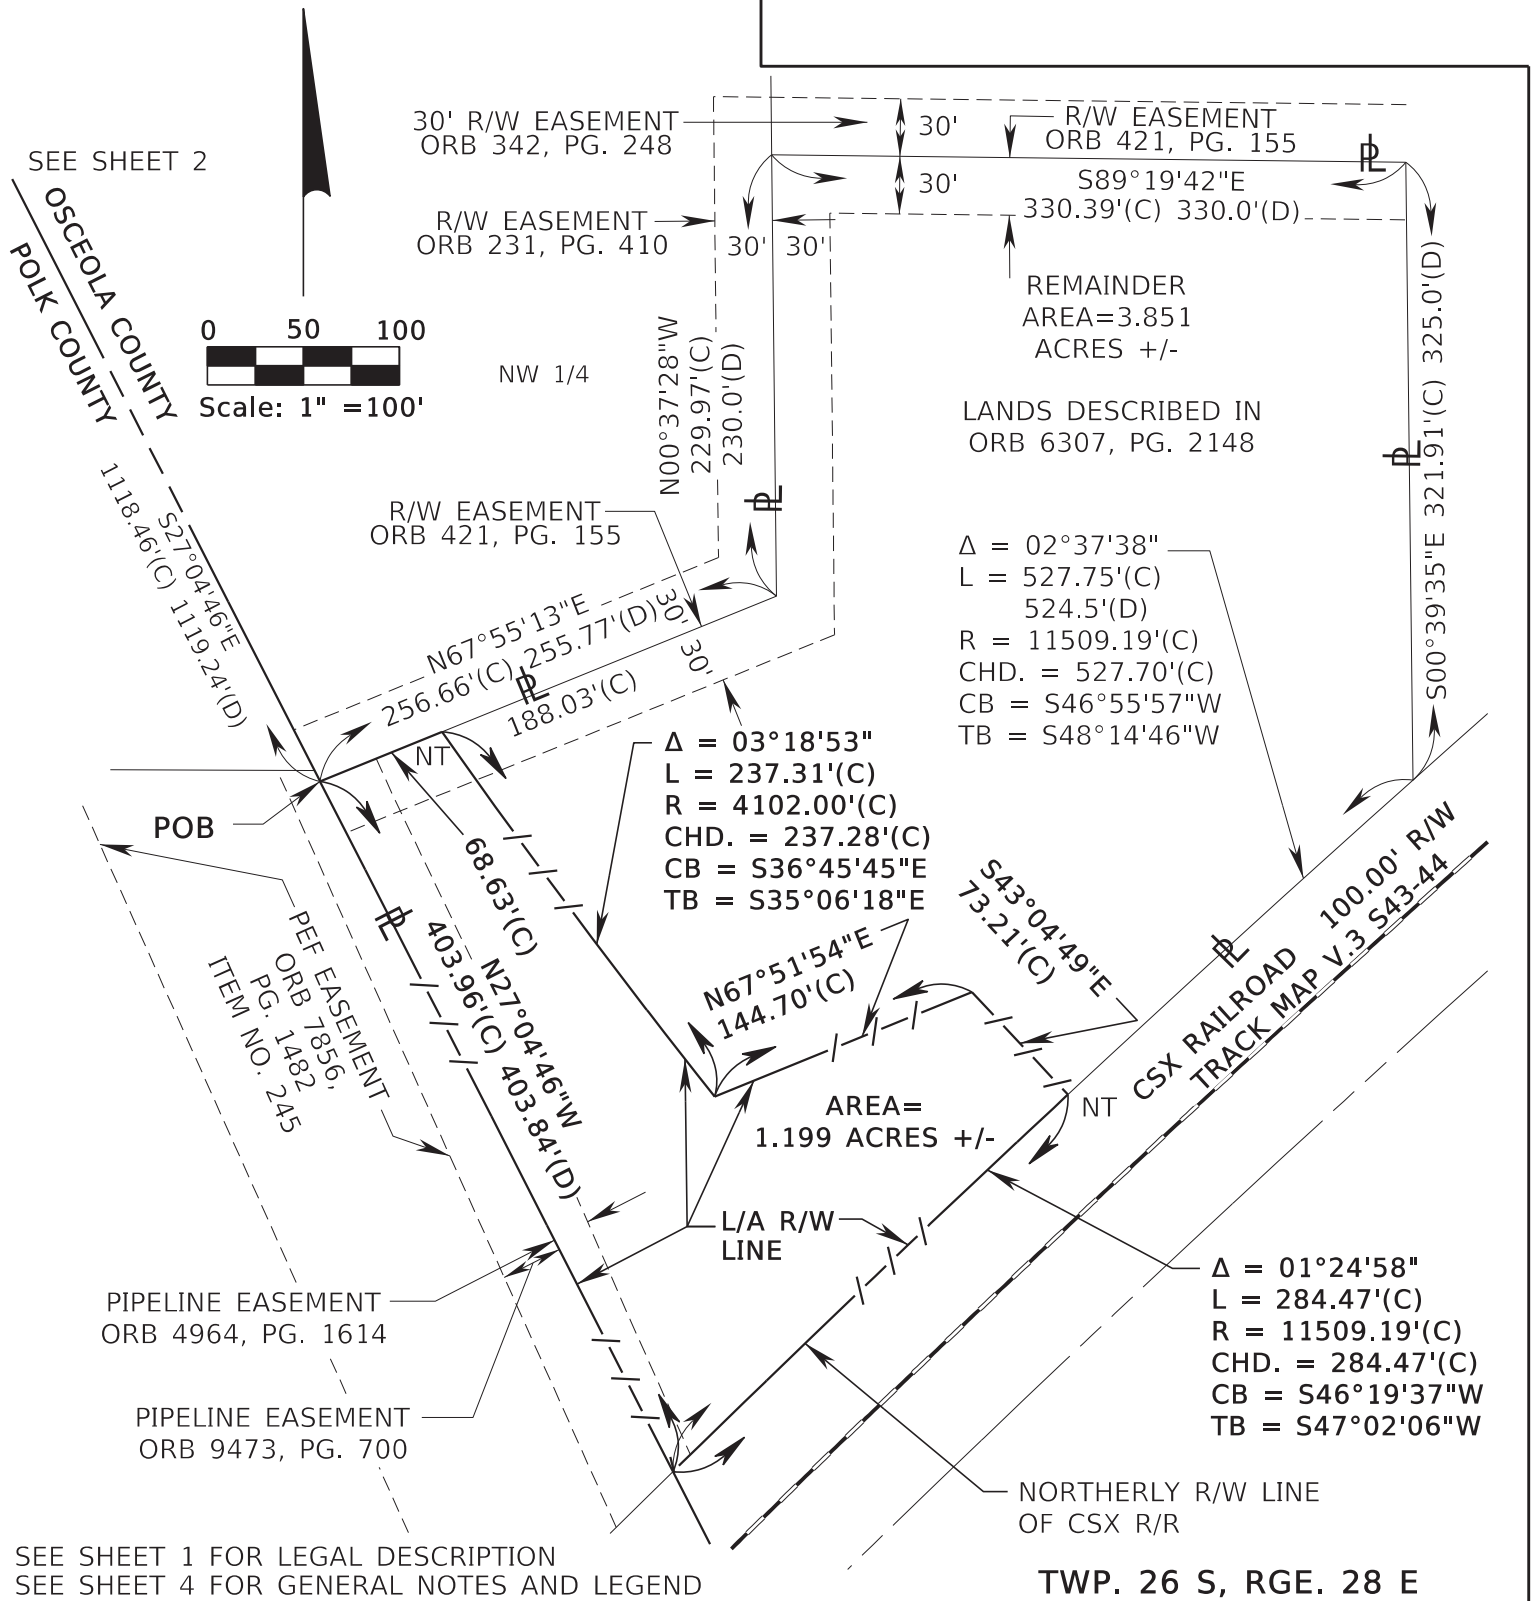 30' R/W EASEMENT
ORB 342, PG. 248
30'
R/W EASEMENT
ORB 421, PG. 155
SEE SHEET 2
P̵L
30'
S89°19'42"E
330.39'(C) 330.0'(D)
OSCEOLA COUNTY
POLK COUNTY
R/W EASEMENT
ORB 231, PG. 410
30' 30'
REMAINDER
AREA=3.851
ACRES +/-
0 50 100
Scale: 1" =100'
NW 1/4
N00°37'28"W
229.97'(C)
230.0'(D)
LANDS DESCRIBED IN
ORB 6307, PG. 2148
S00°39'35"E 321.91'(C) 325.0'(D)
PL
R/W EASEMENT
ORB 421, PG. 155
PL
S27°04'46"E
1118.46'(C) 1119.24'(D)
Δ = 02°37'38"
L = 527.75'(C)
524.5'(D)
R = 11509.19'(C)
CHD. = 527.70'(C)
CB = S46°55'57"W
TB = S48°14'46"W
N67°55'13"E
256.66'(C) 255.77'(D)
30'
30'
PL
188.03'(C)
NT
POB
Δ = 03°18'53"
L = 237.31'(C)
R = 4102.00'(C)
CHD. = 237.28'(C)
CB = S36°45'45"E
TB = S35°06'18"E
68.63'(C)
S43°04'49"E
73.21'(C)
100.00' R/W
CSX RAILROAD
TRACK MAP V.3 S43-44
PL
PL
N27°04'46"W
403.96'(C) 403.84'(D)
PEF EASEMENT
ORB 7856,
PG. 1482
ITEM NO. 245
N67°51'54"E
144.70'(C)
AREA=
1.199 ACRES +/-
NT
L/A R/W
LINE
PIPELINE EASEMENT
ORB 4964, PG. 1614
Δ = 01°24'58"
L = 284.47'(C)
R = 11509.19'(C)
CHD. = 284.47'(C)
CB = S46°19'37"W
TB = S47°02'06"W
PIPELINE EASEMENT
ORB 9473, PG. 700
NORTHERLY R/W LINE
OF CSX R/R
SEE SHEET 1 FOR LEGAL DESCRIPTION
SEE SHEET 4 FOR GENERAL NOTES AND LEGEND
TWP. 26 S, RGE. 28 E